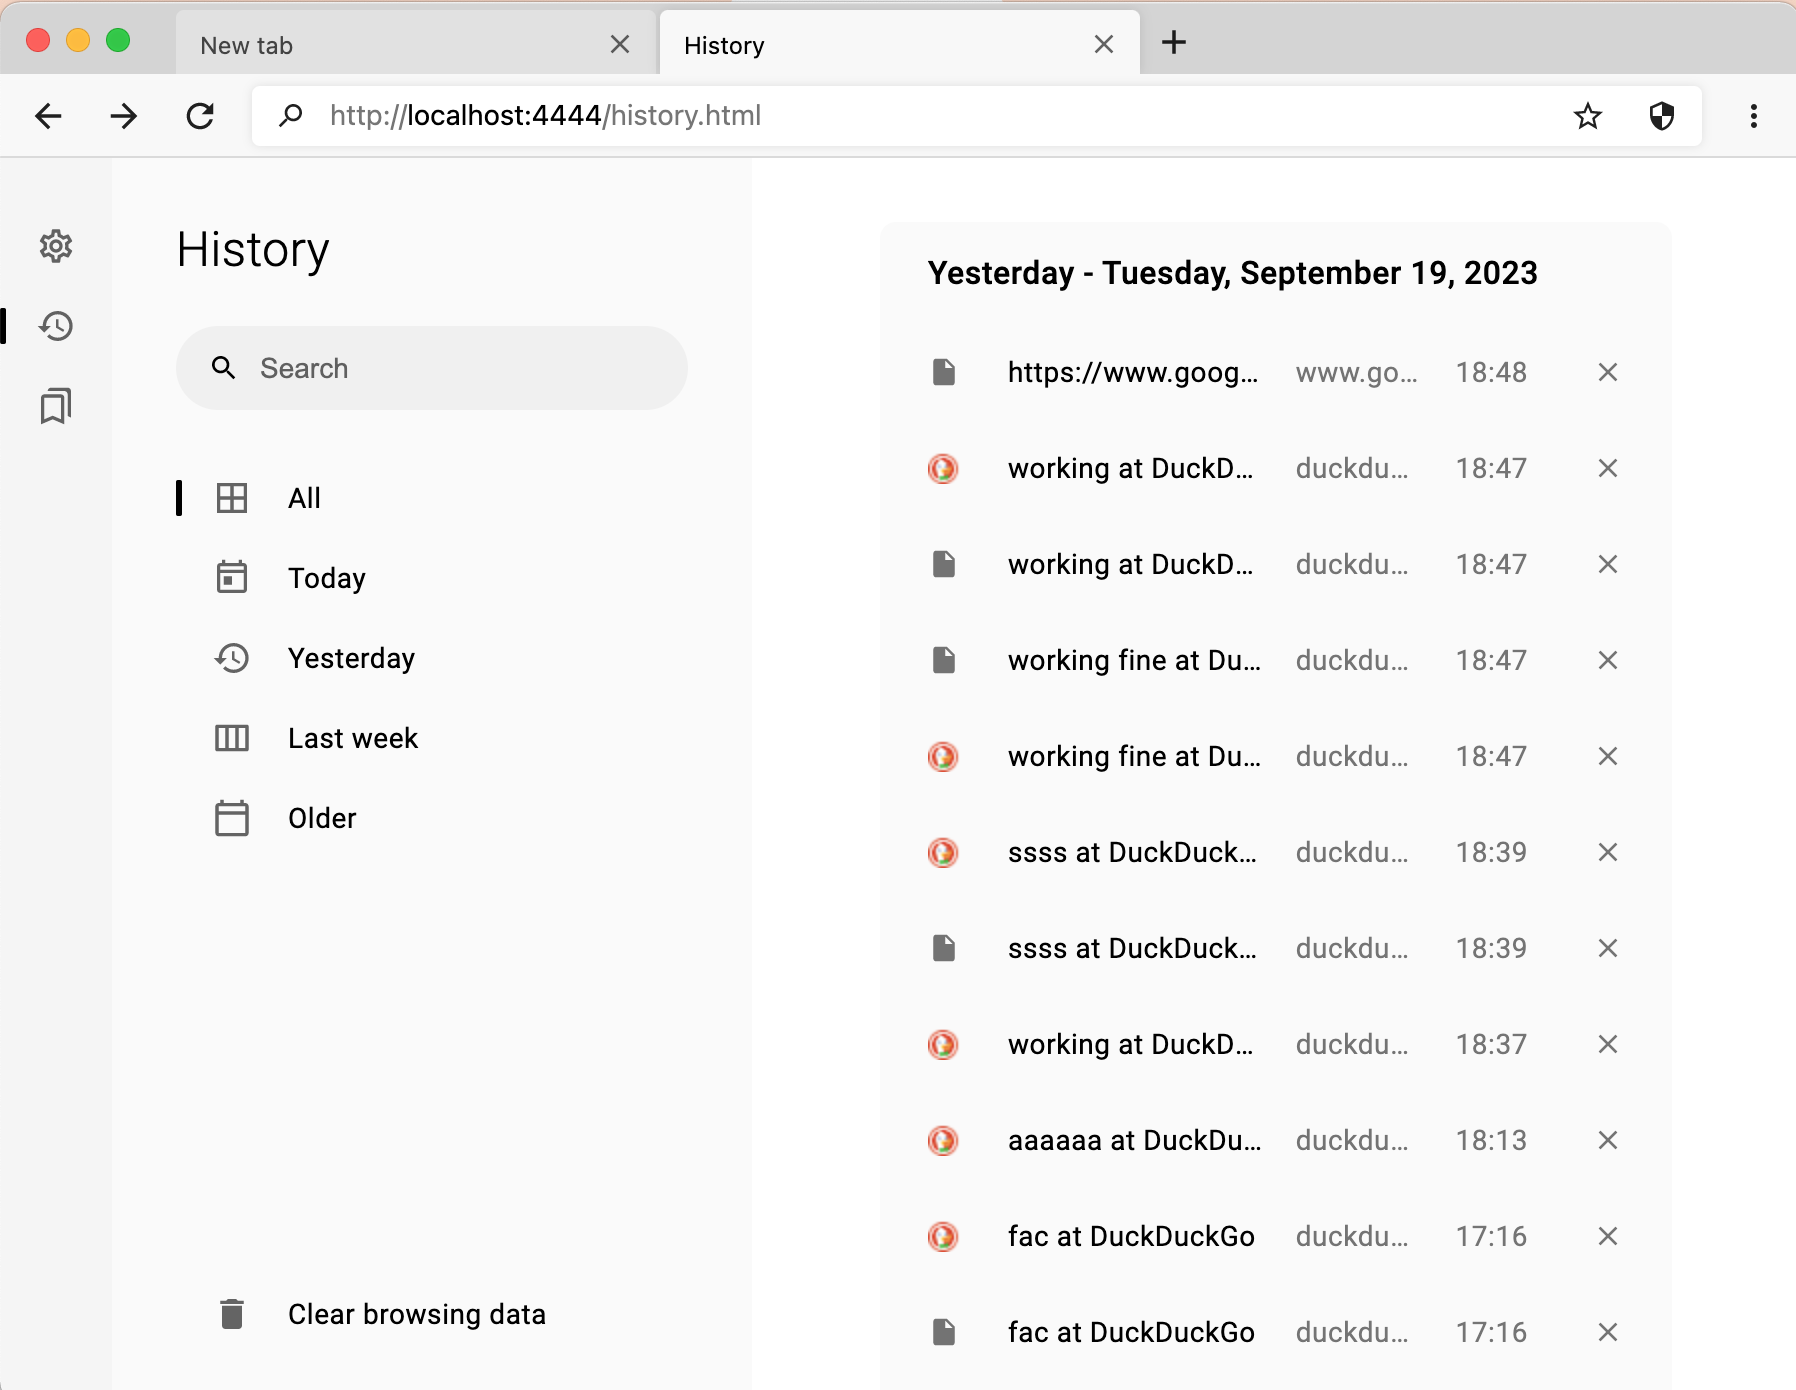 New tab
History
http://localhost:4444/history.html
History
Search
All
Today
Yesterday
Last week
Older
Clear browsing data
Yesterday - Tuesday, September 19, 2023
https://www.goog... www.go... 18:48
working at DuckD... duckdu... 18:47
working at DuckD... duckdu... 18:47
working fine at Du... duckdu... 18:47
working fine at Du... duckdu... 18:47
ssss at DuckDuck... duckdu... 18:39
ssss at DuckDuck... duckdu... 18:39
working at DuckD... duckdu... 18:37
aaaaaa at DuckDu... duckdu... 18:13
fac at DuckDuckGo duckdu... 17:16
fac at DuckDuckGo duckdu... 17:16